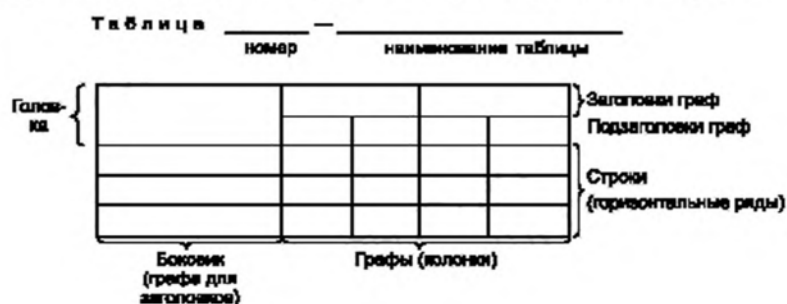 Таблица ______ — ______
номер наименование таблицы
Голов-
ка
Заголовки граф
Подзаголовки граф
Строки
(горизонтальные ряды)
Боковик
(графа для
заголовков)
Графы (колонки)